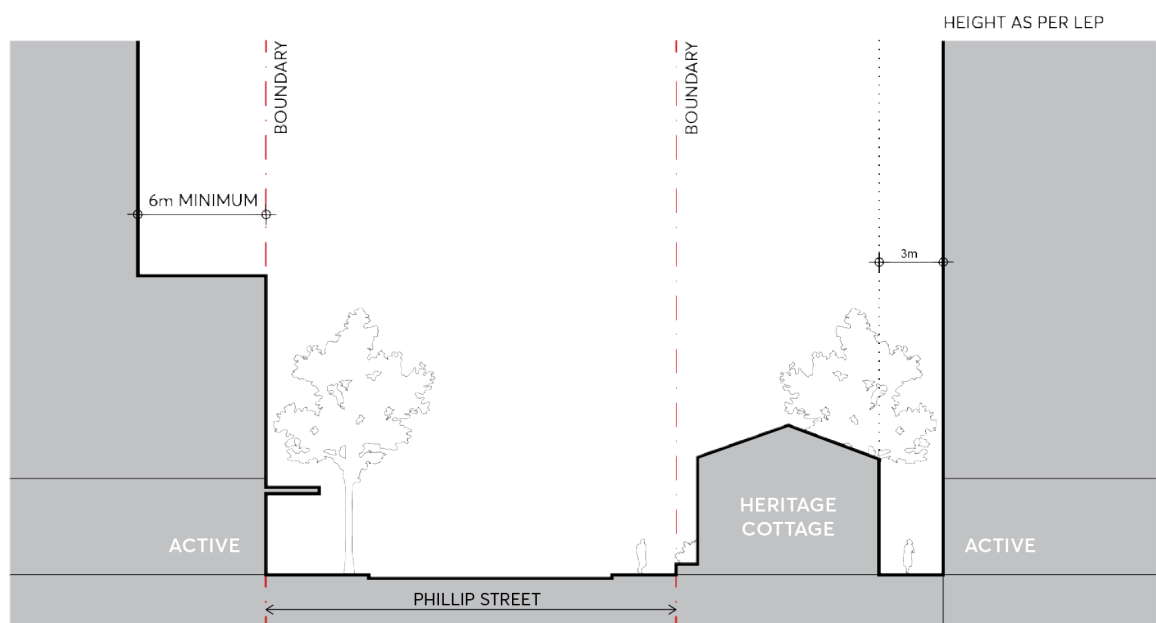 HEIGHT AS PER LEP
BOUNDARY
BOUNDARY
6m MINIMUM
3m
HERITAGE
COTTAGE
ACTIVE
ACTIVE
PHILLIP STREET